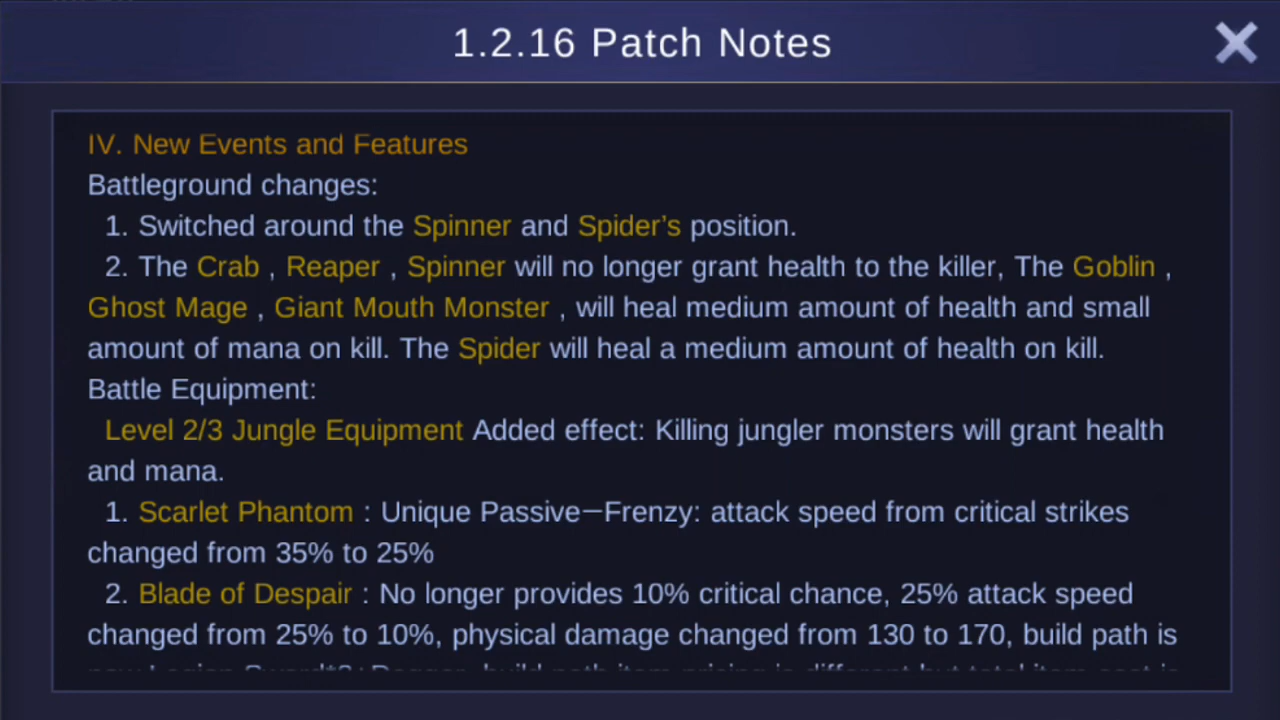 1.2.16 Patch Notes
IV. New Events and Features
Battleground changes:
1. Switched around the Spinner and Spider's position.
2. The Crab , Reaper , Spinner will no longer grant health to the killer, The Goblin ,
Ghost Mage , Giant Mouth Monster , will heal medium amount of health and small
amount of mana on kill. The Spider will heal a medium amount of health on kill.
Battle Equipment:
Level 2/3 Jungle Equipment Added effect: Killing jungler monsters will grant health
and mana.
1. Scarlet Phantom : Unique Passive—Frenzy: attack speed from critical strikes
changed from 35% to 25%
2. Blade of Despair : No longer provides 10% critical chance, 25% attack speed
changed from 25% to 10%, physical damage changed from 130 to 170, build path is